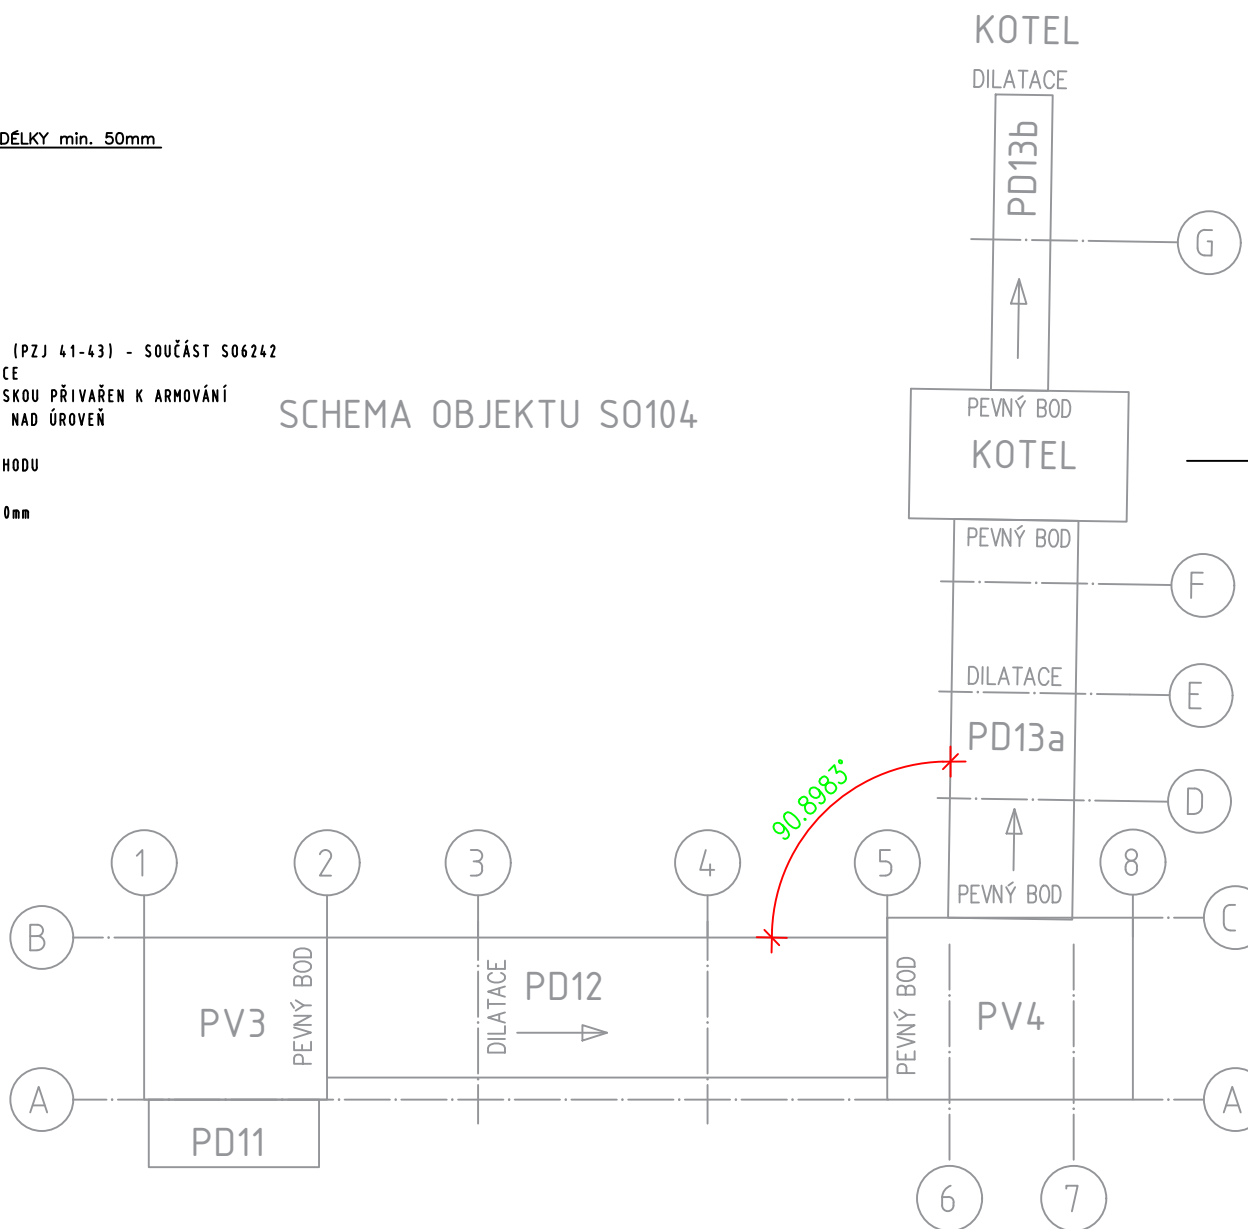 KOTEL
DILATACE
PD13b
DÉLKY min. 50mm
G
(PZJ 41-43) - SOUČÁST SO6242
CE
SKOU PŘIVAŘEN K ARMOVÁNÍ
NAD ÚROVEŇ
HODU
0mm
SCHEMA OBJEKTU SO104
PEVNÝ BOD
KOTEL
PEVNÝ BOD
F
DILATACE
E
PD13a
90.8983°
D
1
2
3
4
5
8
PEVNÝ BOD
C
B
PV3
PEVNÝ BOD
DILATACE
PD12
PEVNÝ BOD
PV4
A
A
PD11
6
7